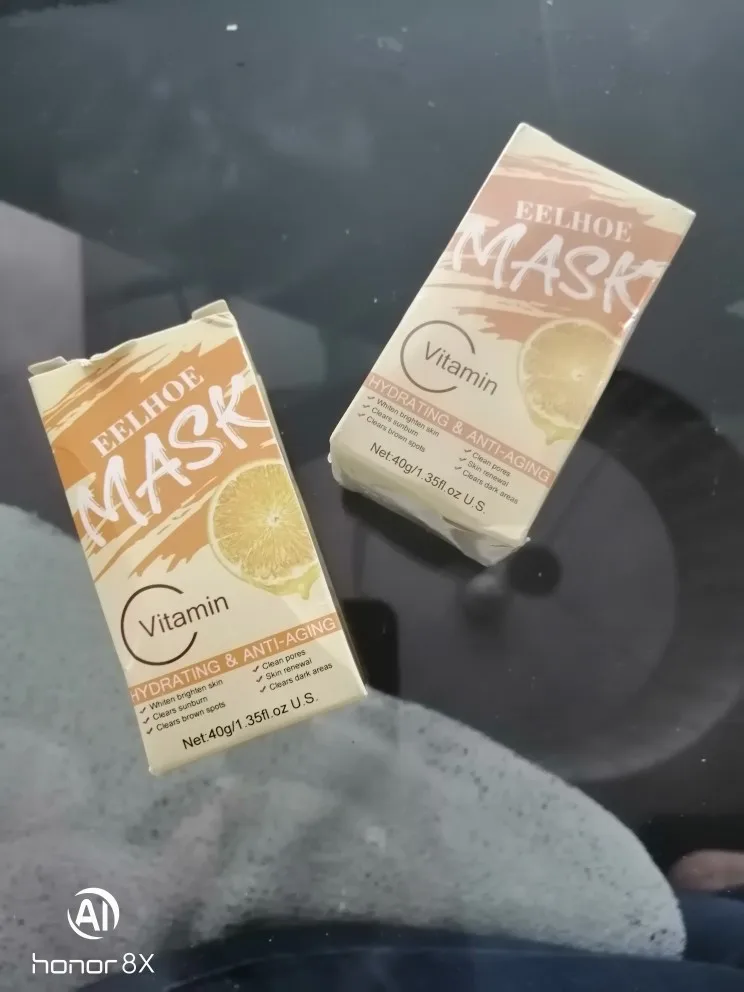 EELHOE
MASK
C Vitamin
HYDRATING & ANTI-AGING
✓ Whiten brighten skin
✓ Clears sunburn
✓ Clears brown spots
✓ Clean pores
✓ Skin renewal
✓ Clears dark areas
Net:40g/1.35fl.oz U.S.
EELHOE
MASK
C Vitamin
HYDRATING & ANTI-AGING
✓ Whiten brighten skin
✓ Clears sunburn
✓ Clears brown spots
✓ Clean pores
✓ Skin renewal
✓ Clears dark areas
Net:40g/1.35fl.oz U.S.
AI
honor 8X